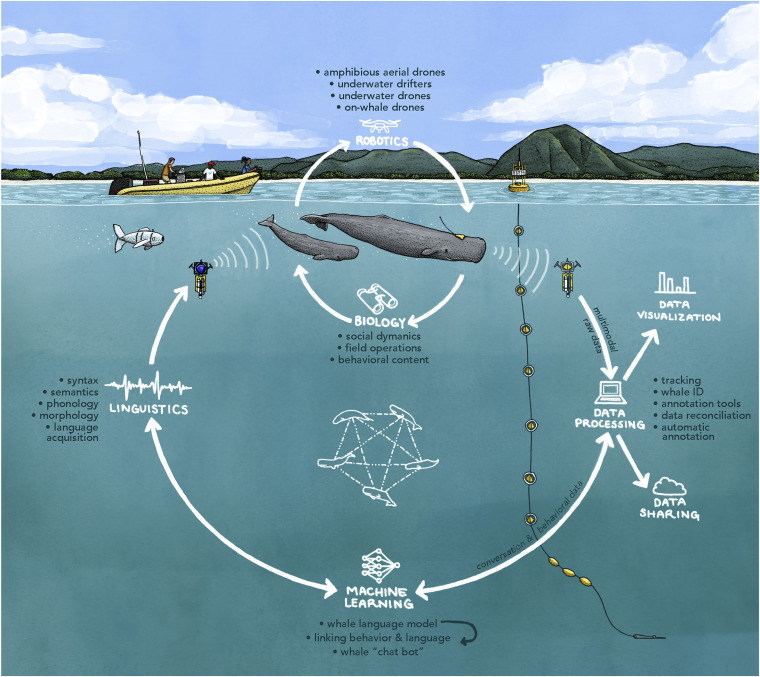 • amphibious aerial drones
• underwater drifters
• underwater drones
• on-whale drones
ROBOTICS
BIOLOGY
• social dymanics
• field operations
• behavioral content
multimodal
raw data
DATA
VISUALIZATION
• syntax
• semantics
• phonology
• morphology
• language
acquisition
LINGUISTICS
DATA
PROCESSING
• tracking
• whale ID
• annotation tools
• data reconciliation
• automatic
annotation
DATA
SHARING
conversation & behavioral data
MACHINE
LEARNING
• whale language model
• linking behavior & language
• whale “chat bot”